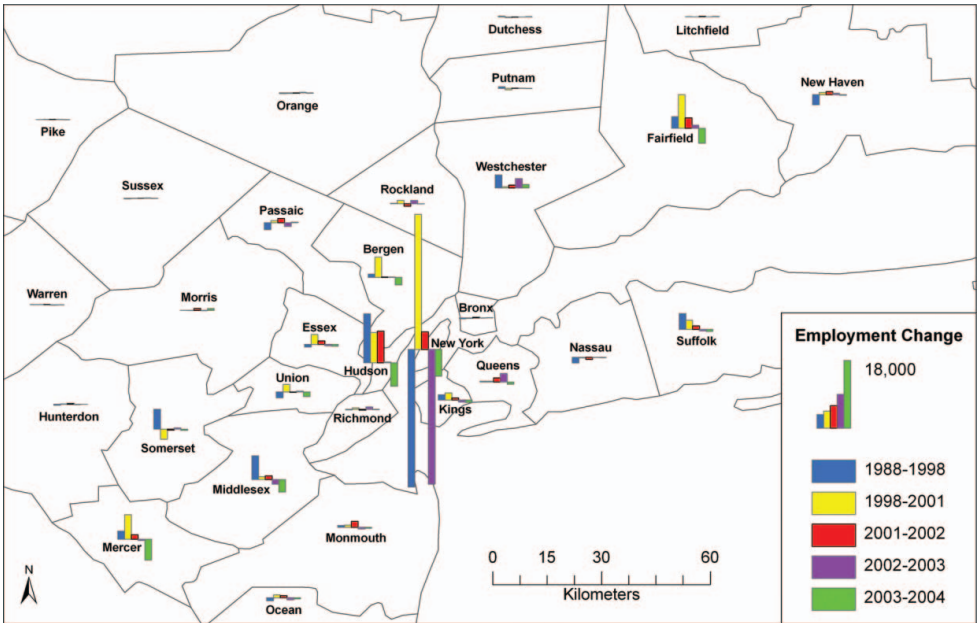 Dutchess
Litchfield
Putnam
New Haven
Orange
Pike
Fairfield
Westchester
Sussex
Rockland
Passaic
Bergen
Warren
Morris
Bronx
Essex
New York
Nassau
Suffolk
Hudson
Queens
Union
Hunterdon
Richmond
Kings
Somerset
Middlesex
Monmouth
Mercer
Ocean
N
0 15 30 60
Kilometers
Employment Change
18,000
1988-1998
1998-2001
2001-2002
2002-2003
2003-2004